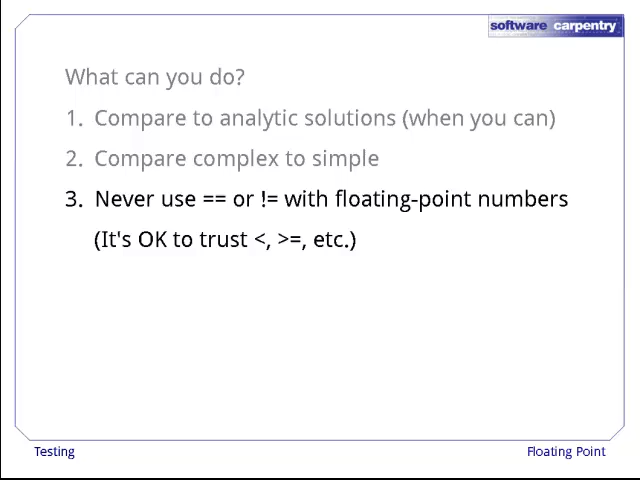 software carpentry
What can you do?
1. Compare to analytic solutions (when you can)
2. Compare complex to simple
3. Never use == or != with floating-point numbers
(It's OK to trust <, >=, etc.)
Testing
Floating Point